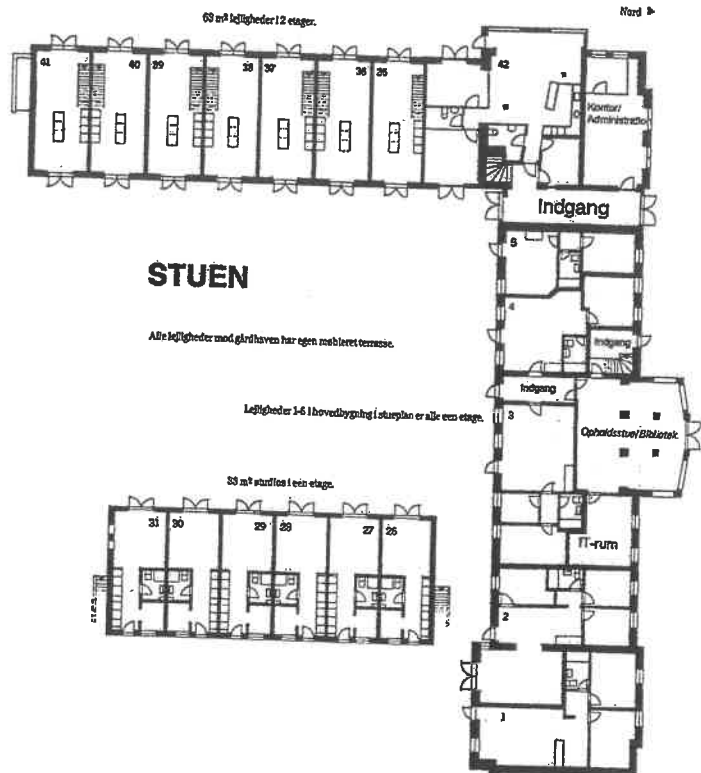 Nord
63 m² lejligheder i 2 etager.
41
40
39
38
37
36
35
42
Kontor/
Administration
Indgang
5
STUEN
4
Alle lejligheder mod gårdhaven har egen møbleret terrasse.
Indgang
Indgang
Lejligheder 1-5 i hovedbygning i stueplan er alle een etage.
3
Opholdsstue/Bibliotek.
33 m² studios i een etage.
31
30
29
28
27
26
IT-rum
2
1